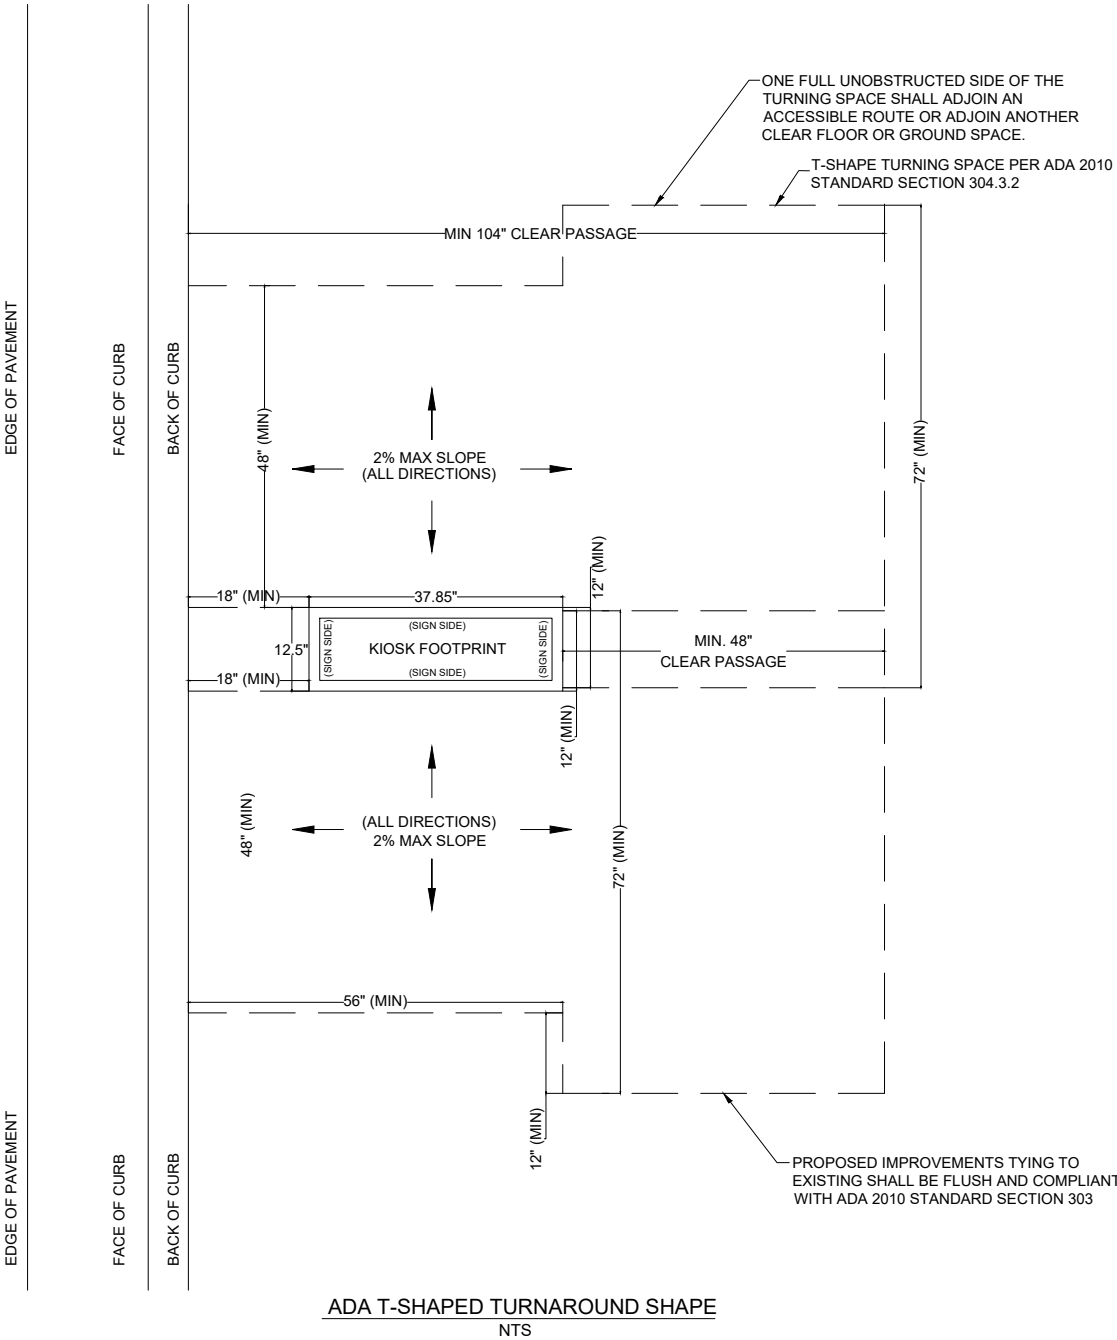 ONE FULL UNOBSTRUCTED SIDE OF THE
TURNING SPACE SHALL ADJOIN AN
ACCESSIBLE ROUTE OR ADJOIN ANOTHER
CLEAR FLOOR OR GROUND SPACE.
T-SHAPE TURNING SPACE PER ADA 2010
STANDARD SECTION 304.3.2
MIN 104" CLEAR PASSAGE
EDGE OF PAVEMENT
FACE OF CURB
BACK OF CURB
48" (MIN)
2% MAX SLOPE
(ALL DIRECTIONS)
72" (MIN)
18" (MIN)
37.85"
12" (MIN)
12.5"
(SIGN SIDE)
(SIGN SIDE)
KIOSK FOOTPRINT
(SIGN SIDE)
(SIGN SIDE)
MIN. 48"
CLEAR PASSAGE
18" (MIN)
12" (MIN)
48" (MIN)
(ALL DIRECTIONS)
2% MAX SLOPE
72" (MIN)
56" (MIN)
12" (MIN)
EDGE OF PAVEMENT
FACE OF CURB
BACK OF CURB
PROPOSED IMPROVEMENTS TYING TO
EXISTING SHALL BE FLUSH AND COMPLIANT
WITH ADA 2010 STANDARD SECTION 303
ADA T-SHAPED TURNAROUND SHAPE
NTS